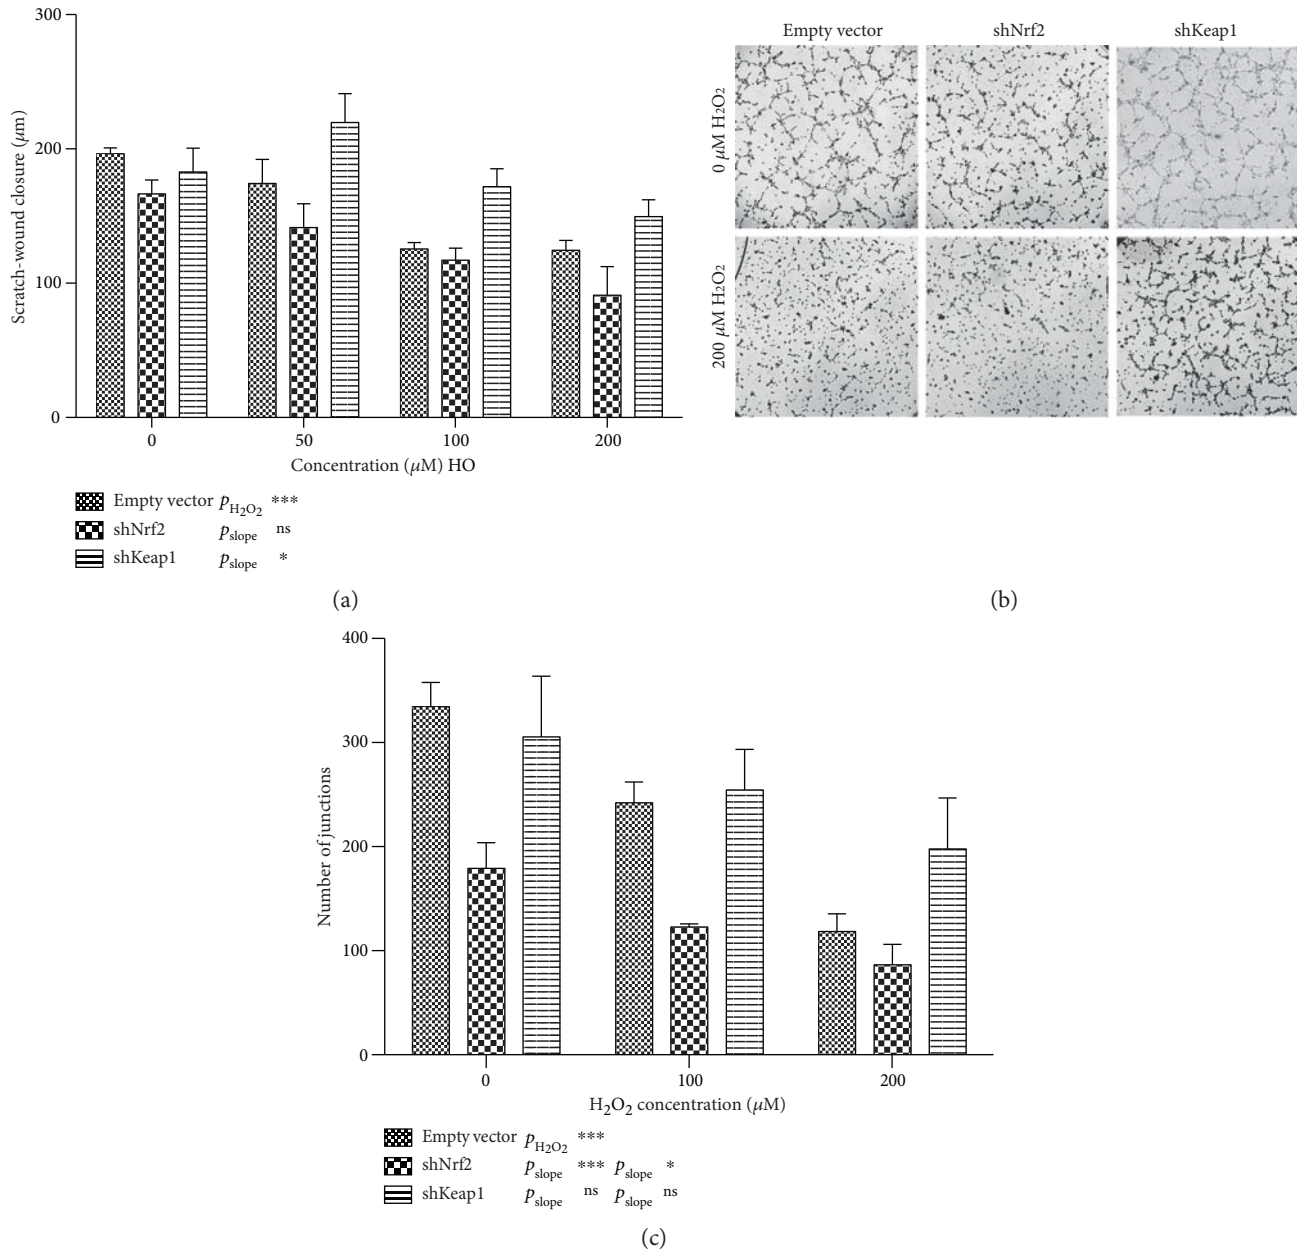 300
200
100
0
Scratch-wound closure (μm)
0 50 100 200
Concentration (μM) HO
Empty vector p_H₂O₂ ***
shNrf2 p_slope ns
shKeap1 p_slope *
(a)
Empty vector shNrf2 shKeap1
0 μM H₂O₂
200 μM H₂O₂
(b)
400
300
200
100
0
Number of junctions
0 100 200
H₂O₂ concentration (μM)
Empty vector p_H₂O₂ ***
shNrf2 p_slope *** p_slope *
shKeap1 p_slope ns p_slope ns
(c)